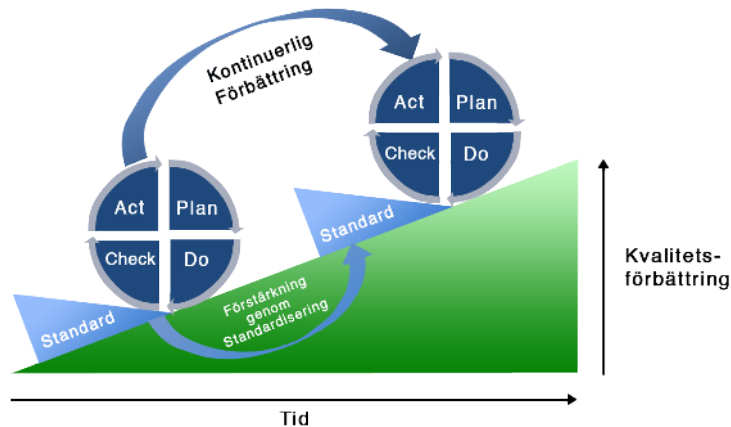 Kontinuerlig
Förbättring
Act
Plan
Check
Do
Act
Plan
Check
Do
Standard
Standard
Förstärkning
genom
Standardisering
Kvalitets-
förbättring
Tid